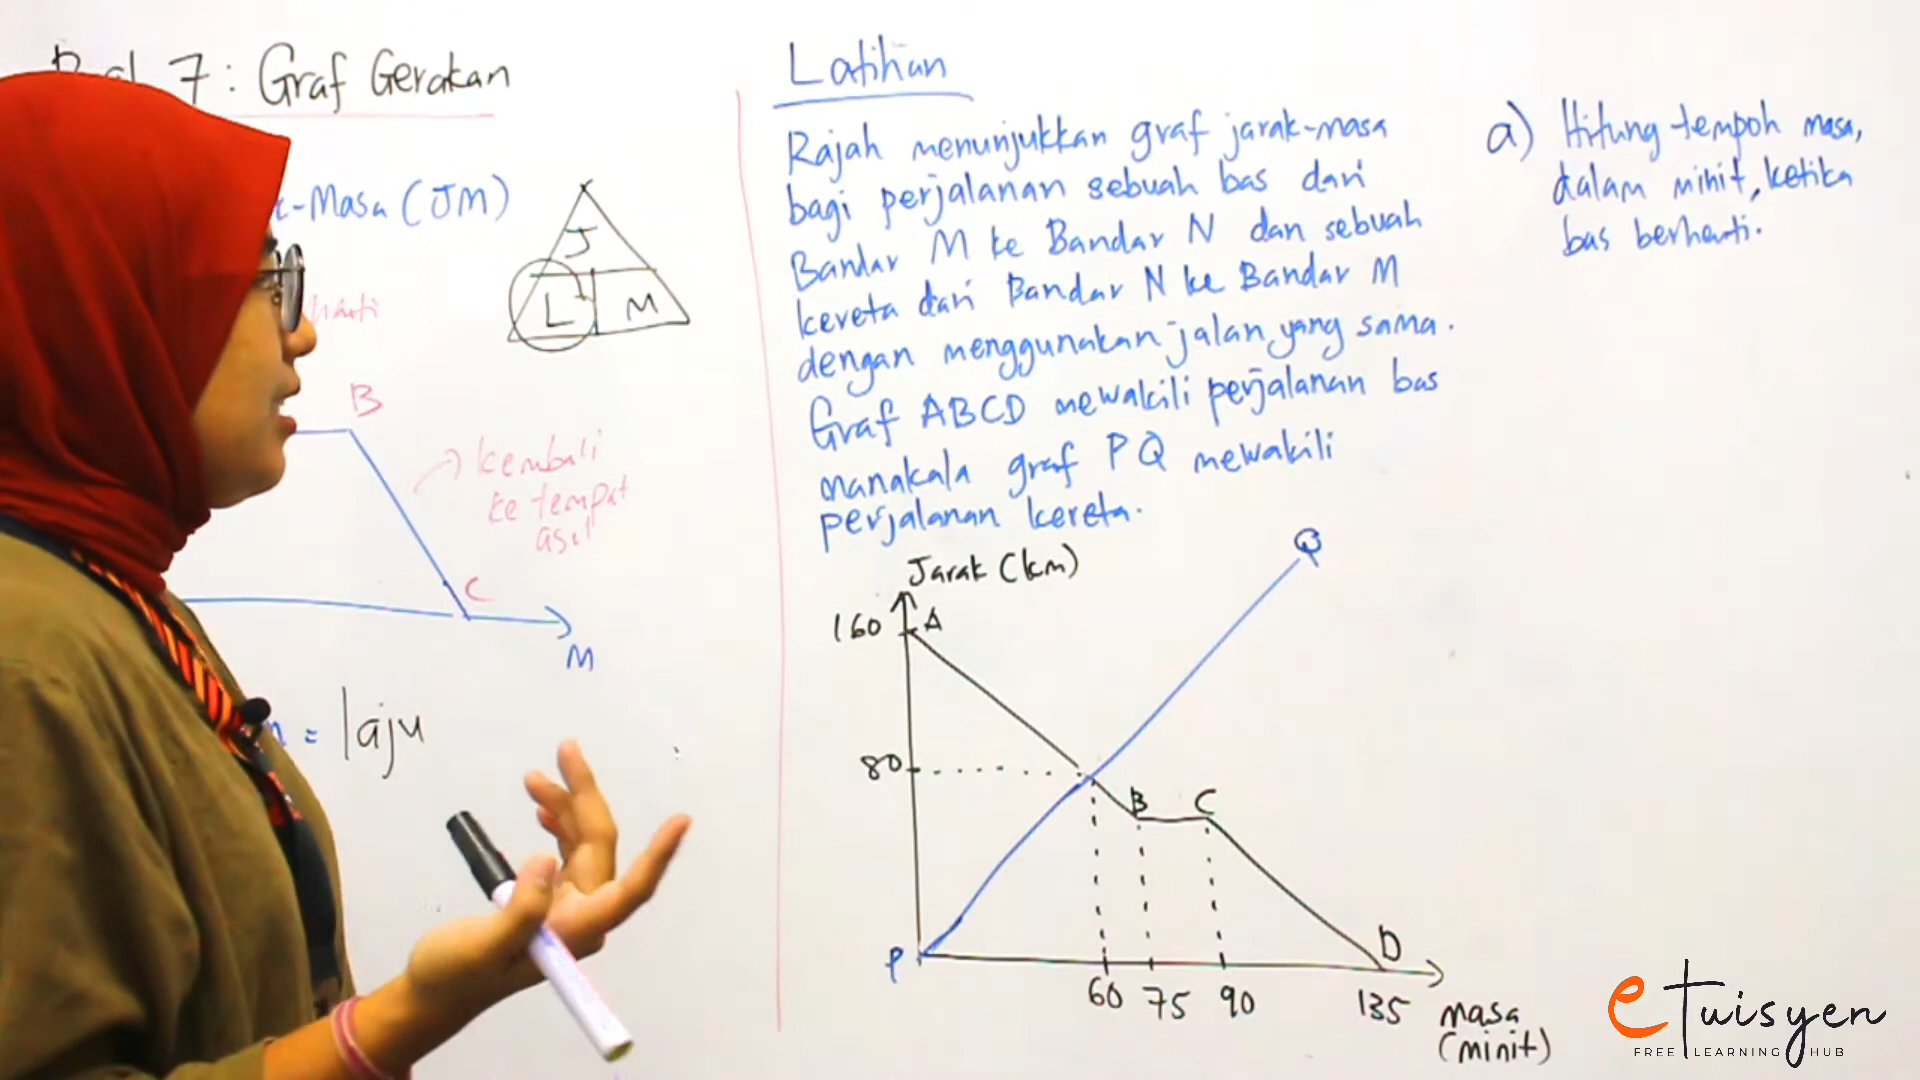 7: Graf Gerakan
-Masa (JM)
J
L
M
B
kembali
ke tempat
asal
C
M
= laju
Latihan
Rajah menunjukkan graf jarak-masa
bagi perjalanan sebuah bas dari
Bandar M ke Bandar N dan sebuah
kereta dari Bandar N ke Bandar M
dengan menggunakan jalan yang sama.
Graf ABCD mewakili perjalanan bas
manakala graf PQ mewakili
perjalanan kereta.
a) Hitung tempoh masa,
dalam minit, ketika
bas berhenti.
Jarak (km)
Q
160
A
80
B
C
P
D
60
75
90
135
masa
(minit)
eTuisyen
FREE LEARNING HUB